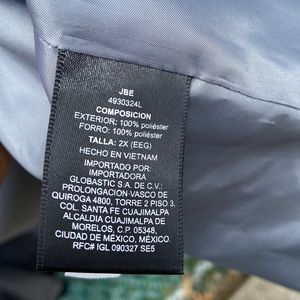 JBE
4930324L
COMPOSICION
EXTERIOR: 100% poliéster
FORRO: 100% poliéster
TALLA: 2X (EEG)
HECHO EN VIETNAM
IMPORTADO POR:
IMPORTADORA
GLOBASTIC S.A. DE C.V.:
PROLONGACION-VASCO DE
QUIROGA 4800, TORRE 2 PISO 3.
COL. SANTA FE CUAJIMALPA
ALCALDIA CUAJIMALPA DE
MORELOS, C.P. 05348,
CIUDAD DE MÉXICO, MÉXICO.
RFC# IGL 090327 SE5